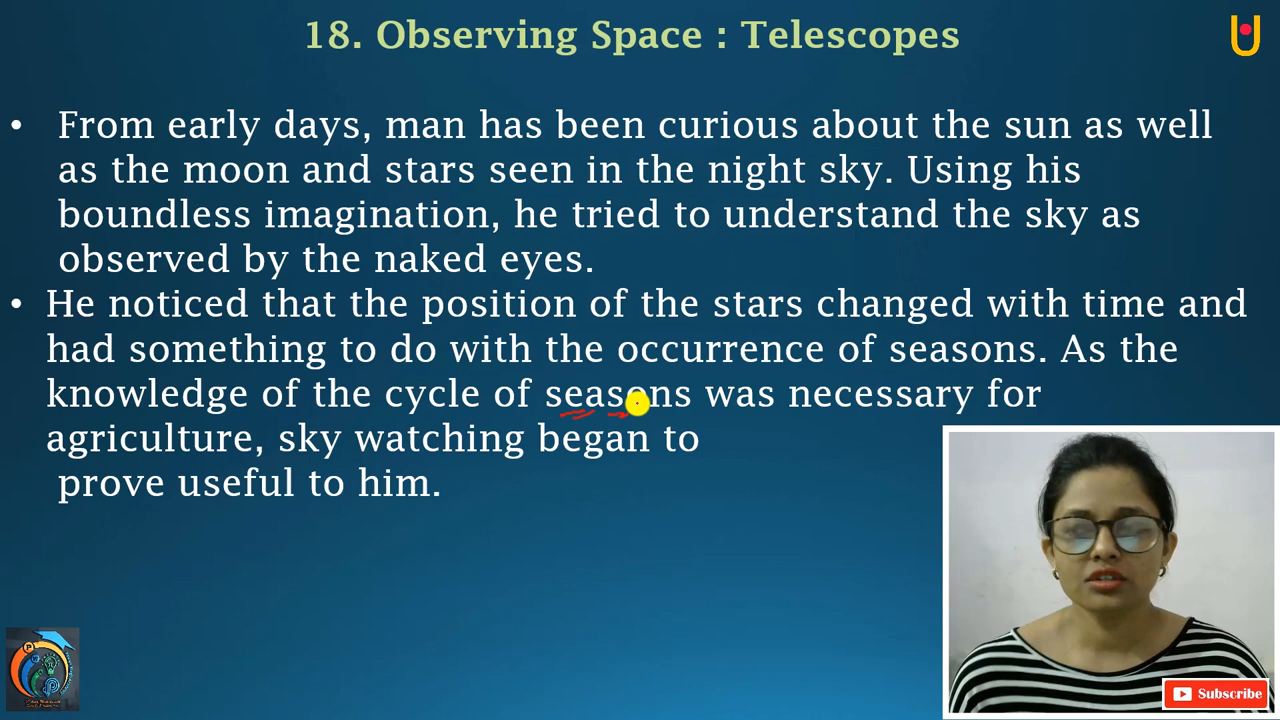 18. Observing Space : Telescopes
• From early days, man has been curious about the sun as well
as the moon and stars seen in the night sky. Using his
boundless imagination, he tried to understand the sky as
observed by the naked eyes.
• He noticed that the position of the stars changed with time and
had something to do with the occurrence of seasons. As the
knowledge of the cycle of seasons was necessary for
agriculture, sky watching began to
prove useful to him.
Subscribe